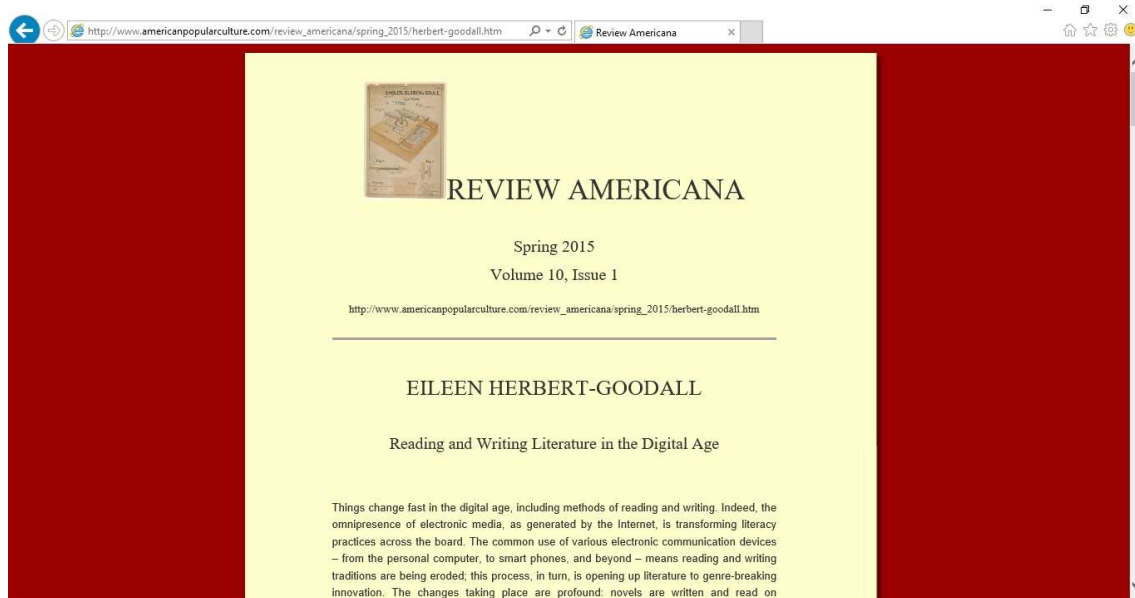 http://www.americanpopularculture.com/review_americana/spring_2015/herbert-goodall.htm
Review Americana
REVIEW AMERICANA
Spring 2015
Volume 10, Issue 1
http://www.americanpopularculture.com/review_americana/spring_2015/herbert-goodall.htm
EILEEN HERBERT-GOODALL
Reading and Writing Literature in the Digital Age
Things change fast in the digital age, including methods of reading and writing. Indeed, the
omnipresence of electronic media, as generated by the Internet, is transforming literacy
practices across the board. The common use of various electronic communication devices
– from the personal computer, to smart phones, and beyond – means reading and writing
traditions are being eroded; this process, in turn, is opening up literature to genre-breaking
innovation. The changes taking place are profound: novels are written and read on